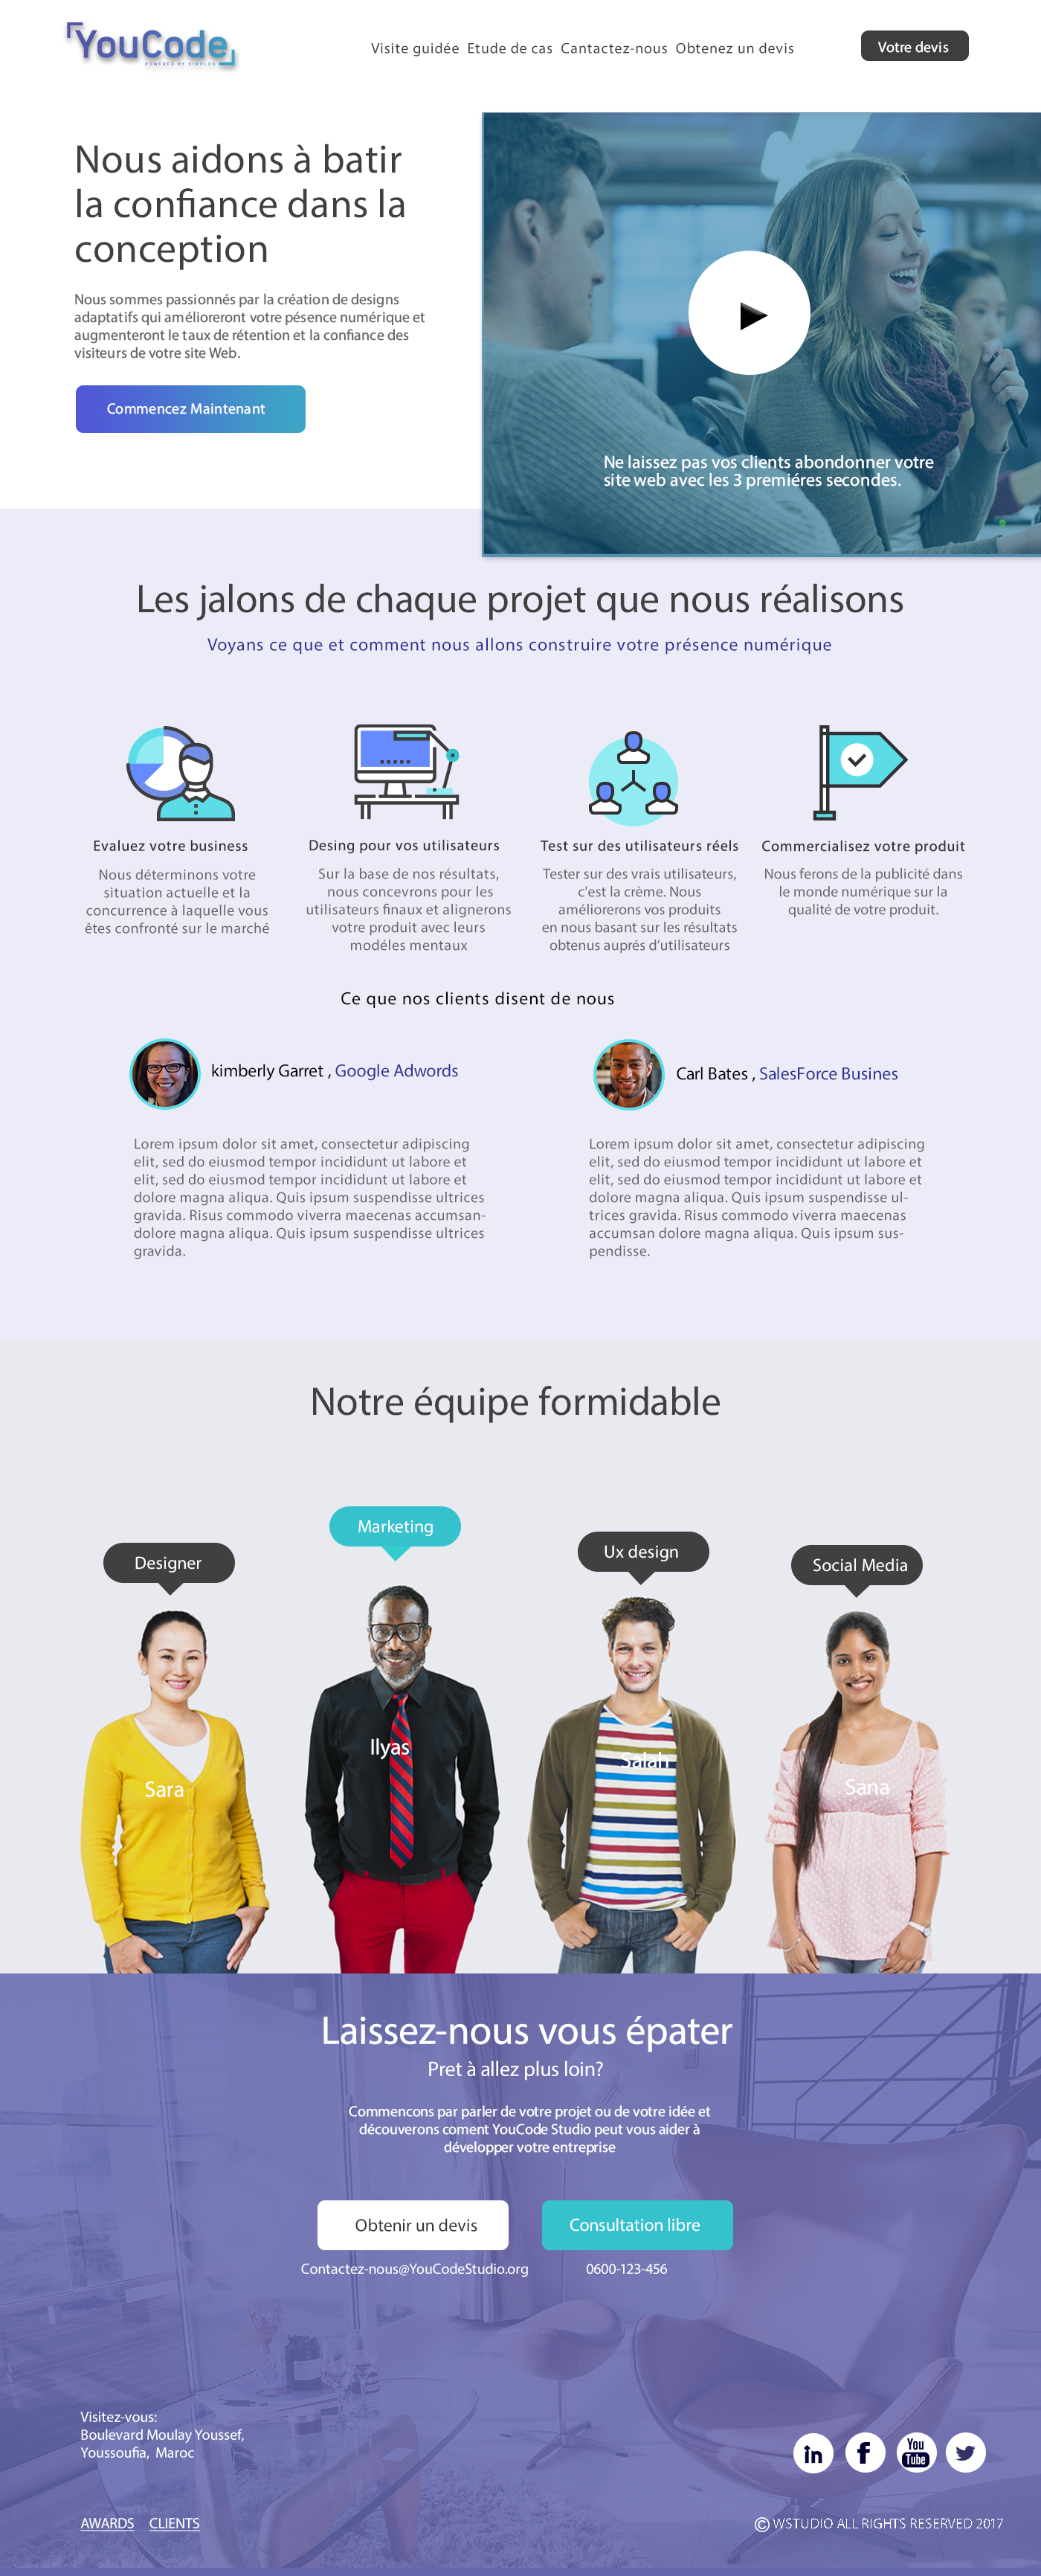 YouCode
POWERED BY SIMPLON
Visite guidée Etude de cas Cantactez-nous Obtenez un devis
Votre devis
Nous aidons à batir
la confiance dans la
conception
Nous sommes passionnés par la création de designs
adaptatifs qui amélioreront votre pésence numérique et
augmenteront le taux de rétention et la confiance des
visiteurs de votre site Web.
Commencez Maintenant
Ne laissez pas vos clients abondonner votre
site web avec les 3 premiéres secondes.
Les jalons de chaque projet que nous réalisons
Voyans ce que et comment nous allons construire votre présence numérique
Evaluez votre business
Nous déterminons votre
situation actuelle et la
concurrence à laquelle vous
êtes confronté sur le marché
Desing pour vos utilisateurs
Sur la base de nos résultats,
nous concevrons pour les
utilisateurs finaux et alignerons
votre produit avec leurs
modéles mentaux
Test sur des utilisateurs réels
Tester sur des vrais utilisateurs,
c'est la crème. Nous
améliorerons vos produits
en nous basant sur les résultats
obtenus auprés d'utilisateurs
Commercialisez votre produit
Nous ferons de la publicité dans
le monde numérique sur la
qualité de votre produit.
Ce que nos clients disent de nous
kimberly Garret , Google Adwords
Lorem ipsum dolor sit amet, consectetur adipiscing
elit, sed do eiusmod tempor incididunt ut labore et
elit, sed do eiusmod tempor incididunt ut labore et
dolore magna aliqua. Quis ipsum suspendisse ultrices
gravida. Risus commodo viverra maecenas accumsan-
dolore magna aliqua. Quis ipsum suspendisse ultrices
gravida.
Carl Bates , SalesForce Busines
Lorem ipsum dolor sit amet, consectetur adipiscing
elit, sed do eiusmod tempor incididunt ut labore et
elit, sed do eiusmod tempor incididunt ut labore et
dolore magna aliqua. Quis ipsum suspendisse ul-
trices gravida. Risus commodo viverra maecenas
accumsan dolore magna aliqua. Quis ipsum sus-
pendisse.
Notre équipe formidable
Designer
Marketing
Ux design
Social Media
Sara
Ilyas
Salah
Sana
Laissez-nous vous épater
Pret à allez plus loin?
Commencons par parler de votre projet ou de votre idée et
découverons coment YouCode Studio peut vous aider à
développer votre entreprise
Obtenir un devis
Consultation libre
Contactez-nous@YouCodeStudio.org
0600-123-456
Visitez-vous:
Boulevard Moulay Youssef,
Youssoufia, Maroc
in
f
You
Tube
AWARDS CLIENTS
© WSTUDIO ALL RIGHTS RESERVED 2017